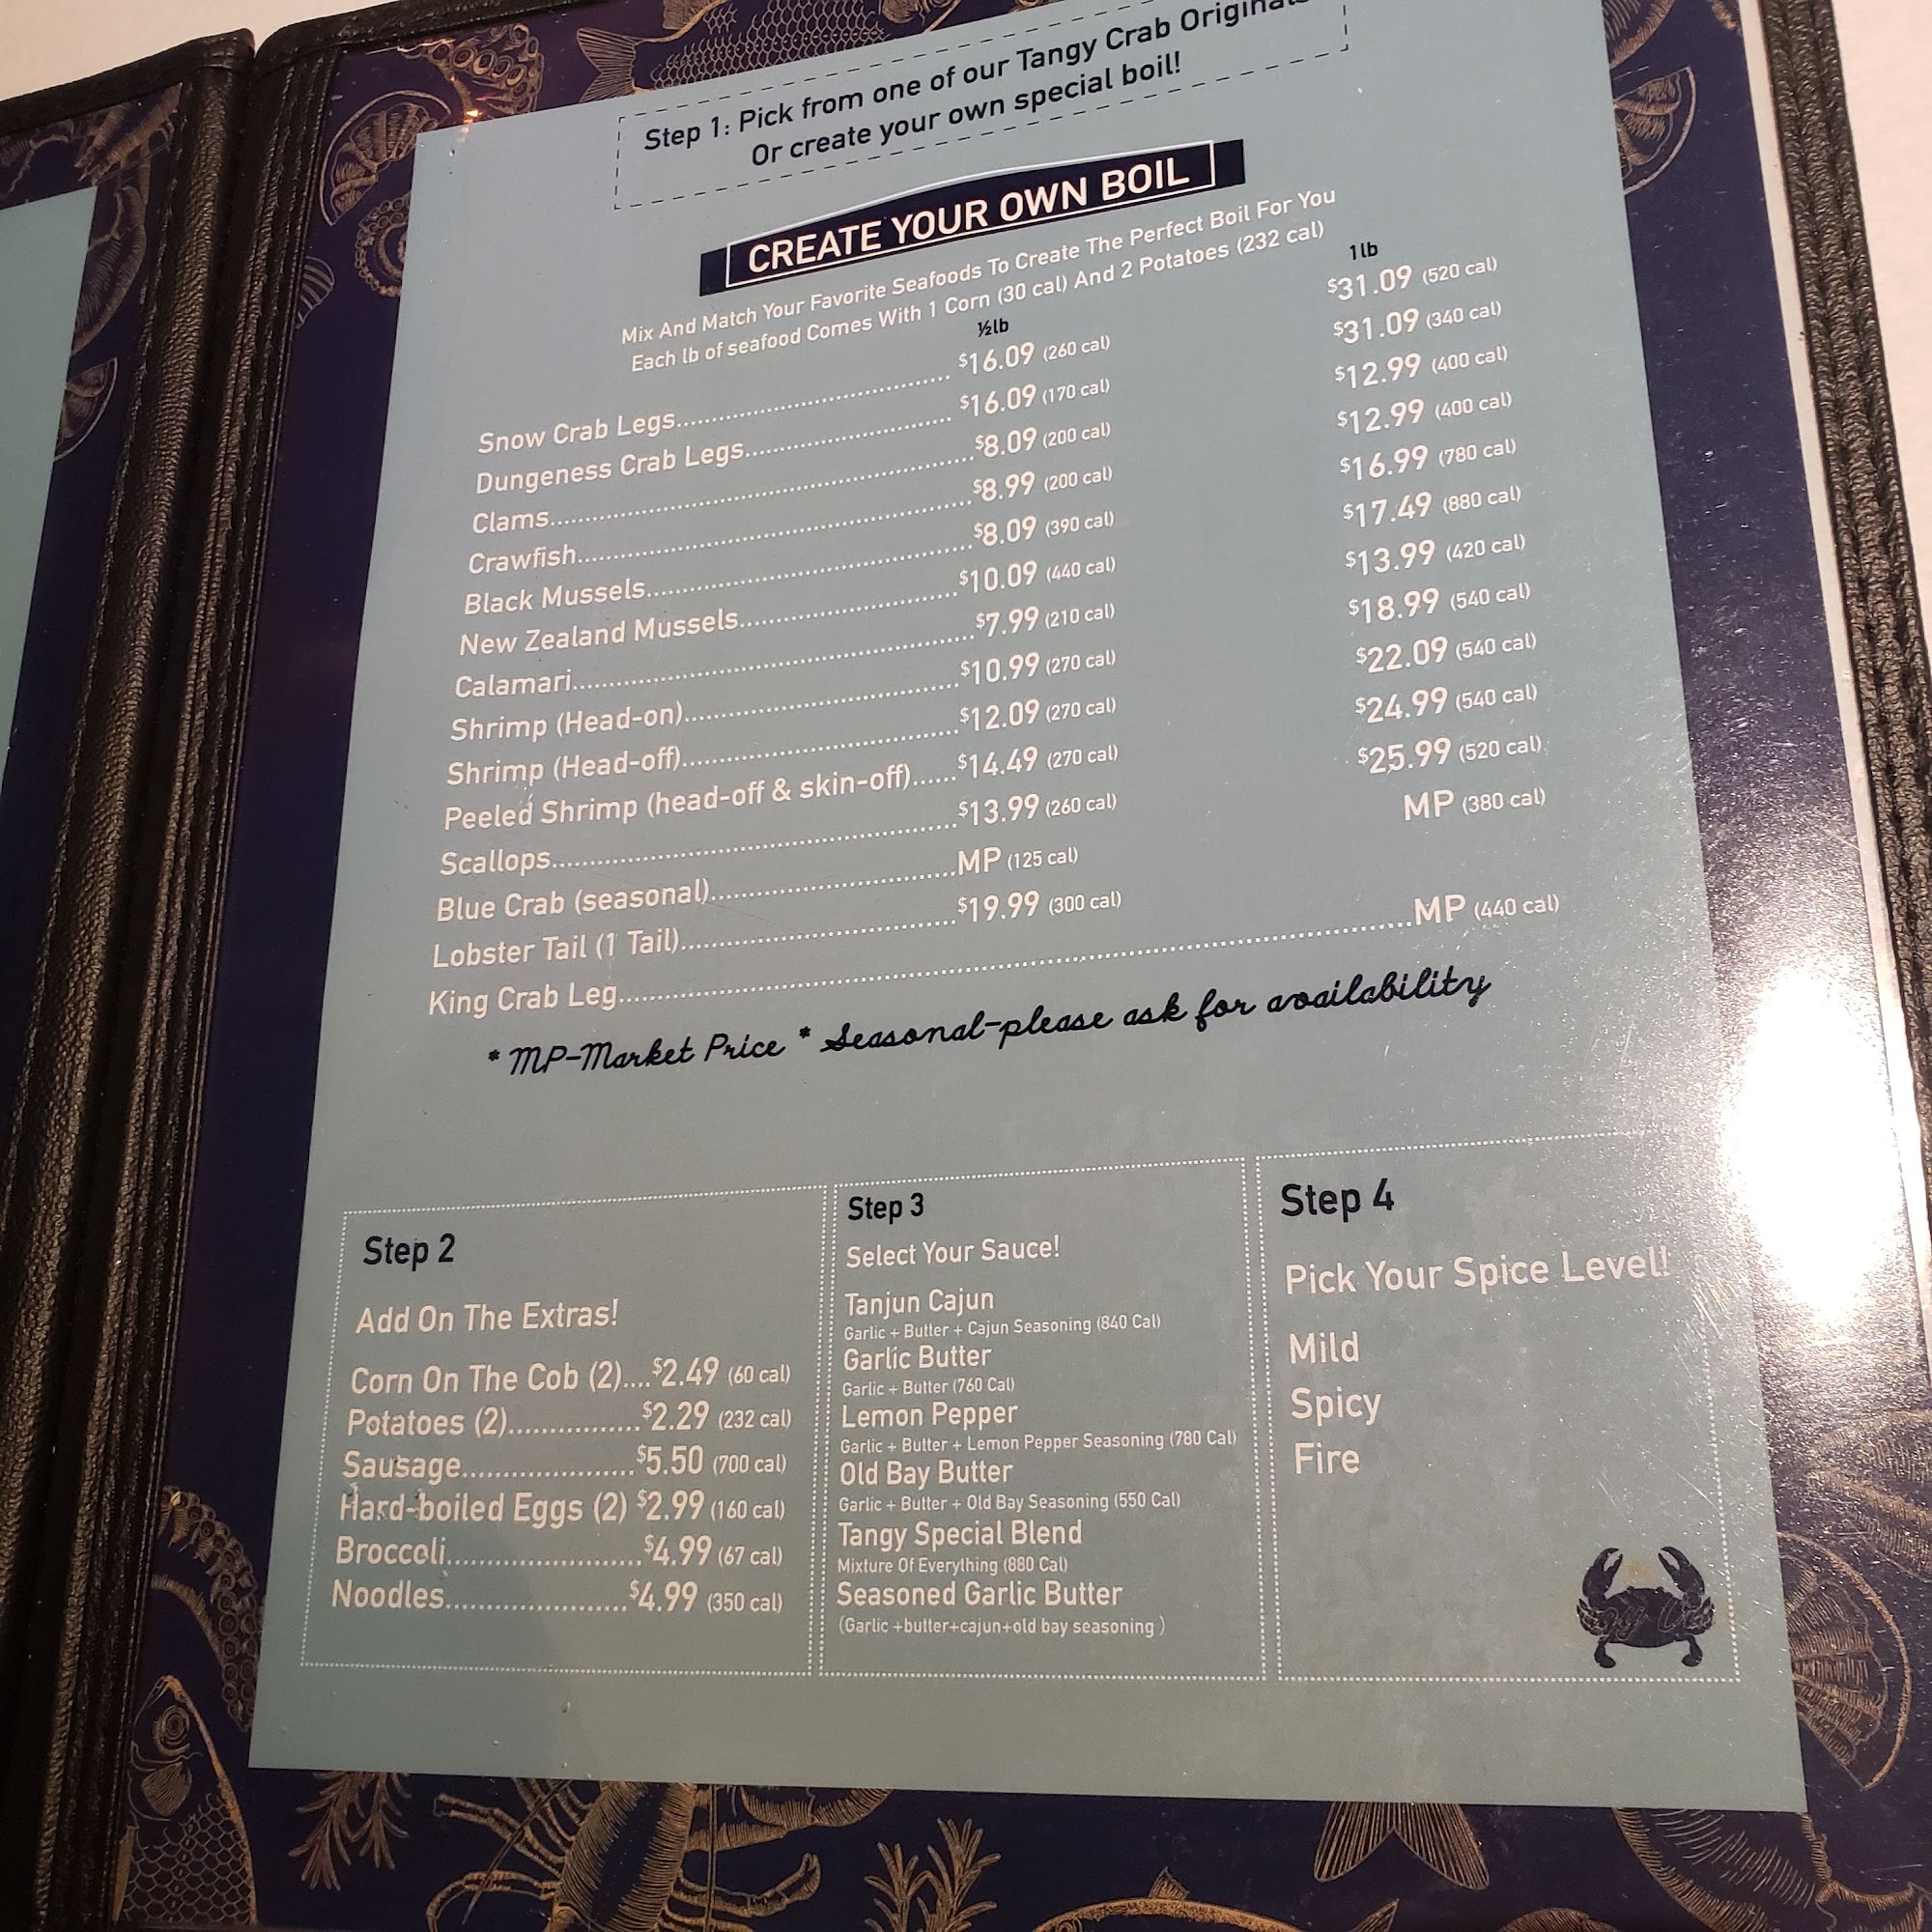 Step 1: Pick from one of our Tangy Crab Originals
Or create your own special boil!
CREATE YOUR OWN BOIL
Mix And Match Your Favorite Seafoods To Create The Perfect Boil For You
Each lb of seafood Comes With 1 Corn (30 cal) And 2 Potatoes (232 cal)
½lb 1 lb
Snow Crab Legs $16.09 (260 cal) $31.09 (520 cal)
Dungeness Crab Legs $16.09 (170 cal) $31.09 (340 cal)
Clams $8.09 (200 cal) $12.99 (400 cal)
Crawfish $8.99 (200 cal) $12.99 (400 cal)
Black Mussels $8.09 (390 cal) $16.99 (780 cal)
New Zealand Mussels $10.09 (440 cal) $17.49 (880 cal)
Calamari $7.99 (210 cal) $13.99 (420 cal)
Shrimp (Head-on) $10.99 (270 cal) $18.99 (540 cal)
Shrimp (Head-off) $12.09 (270 cal) $22.09 (540 cal)
Peeled Shrimp (head-off & skin-off) $14.49 (270 cal) $24.99 (540 cal)
Scallops $13.99 (260 cal) $25.99 (520 cal)
Blue Crab (seasonal) MP (125 cal) MP (380 cal)
Lobster Tail (1 Tail) $19.99 (300 cal)
King Crab Leg MP (440 cal)
* MP-Market Price * Seasonal-please ask for availability
Step 2
Add On The Extras!
Corn On The Cob (2)....$2.49 (60 cal)
Potatoes (2) $2.29 (232 cal)
Sausage $5.50 (700 cal)
Hard-boiled Eggs (2) $2.99 (160 cal)
Broccoli $4.99 (67 cal)
Noodles $4.99 (350 cal)
Step 3
Select Your Sauce!
Tanjun Cajun
Garlic + Butter + Cajun Seasoning (840 Cal)
Garlic Butter
Garlic + Butter (760 Cal)
Lemon Pepper
Garlic + Butter + Lemon Pepper Seasoning (780 Cal)
Old Bay Butter
Garlic + Butter + Old Bay Seasoning (550 Cal)
Tangy Special Blend
Mixture Of Everything (880 Cal)
Seasoned Garlic Butter
(Garlic +butter+cajun+old bay seasoning )
Step 4
Pick Your Spice Level!
Mild
Spicy
Fire